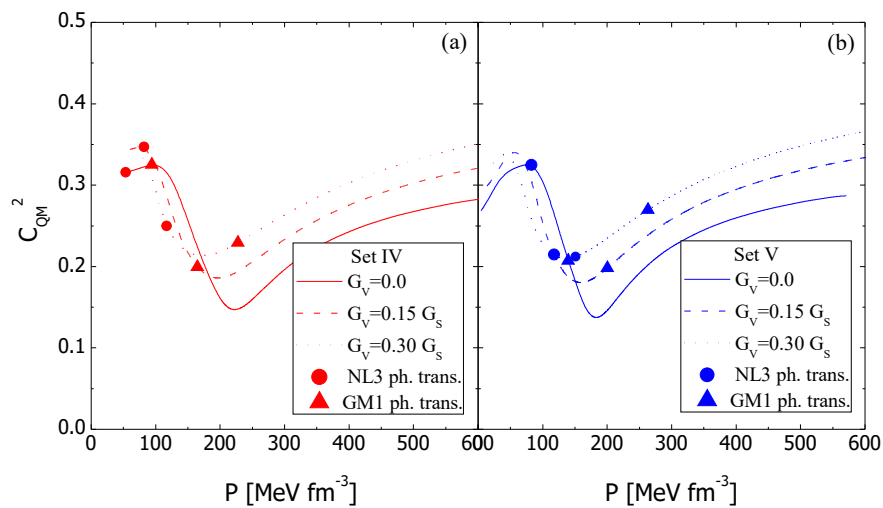 0.5
0.4
0.3
0.2
0.1
0.0
C_QM^2
(a)
(b)
Set IV
G_V=0.0
G_V=0.15 G_S
G_V=0.30 G_S
NL3 ph. trans.
GM1 ph. trans.
Set V
G_V=0.0
G_V=0.15 G_S
G_V=0.30 G_S
NL3 ph. trans.
GM1 ph. trans.
0 100 200 300 400 500 600 100 200 300 400 500 600
P [MeV fm^-3] P [MeV fm^-3]